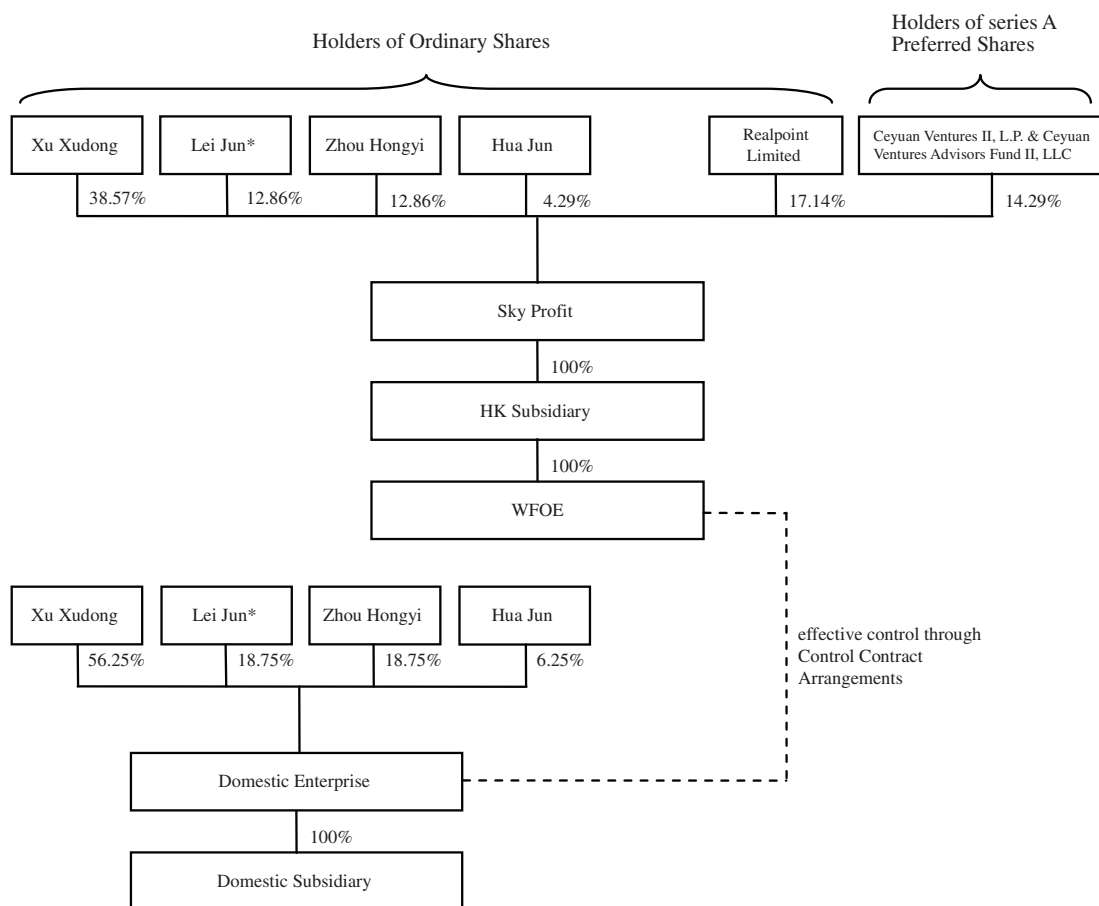 Holders of Ordinary Shares
Holders of series A
Preferred Shares
Xu Xudong
Lei Jun*
Zhou Hongyi
Hua Jun
Realpoint
Limited
Ceyuan Ventures II, L.P. & Ceyuan
Ventures Advisors Fund II, LLC
38.57%
12.86%
12.86%
4.29%
17.14%
14.29%
Sky Profit
100%
HK Subsidiary
100%
WFOE
Xu Xudong
Lei Jun*
Zhou Hongyi
Hua Jun
56.25%
18.75%
18.75%
6.25%
effective control through
Control Contract
Arrangements
Domestic Enterprise
100%
Domestic Subsidiary